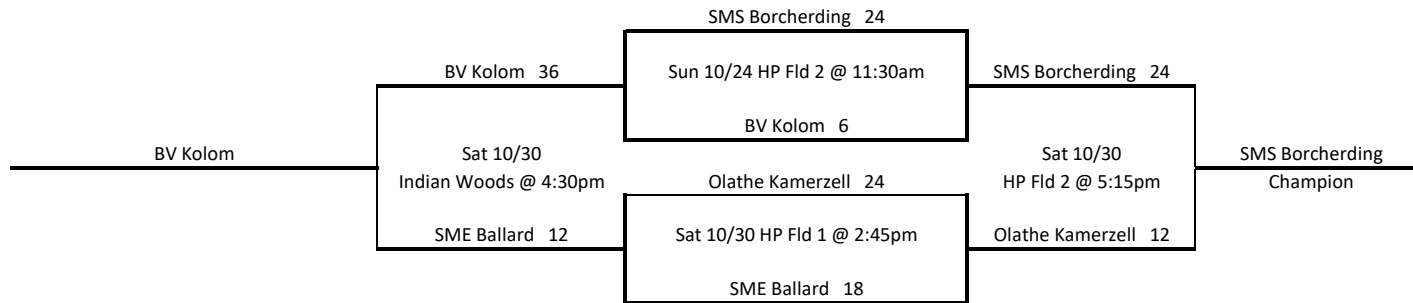 SMS Borcherding 24
BV Kolom 36
Sun 10/24 HP Fld 2 @ 11:30am
SMS Borcherding 24
BV Kolom 6
BV Kolom
Sat 10/30
Indian Woods @ 4:30pm
Sat 10/30
HP Fld 2 @ 5:15pm
SMS Borcherding
Champion
Olathe Kamerzell 24
SME Ballard 12
Sat 10/30 HP Fld 1 @ 2:45pm
Olathe Kamerzell 12
SME Ballard 18